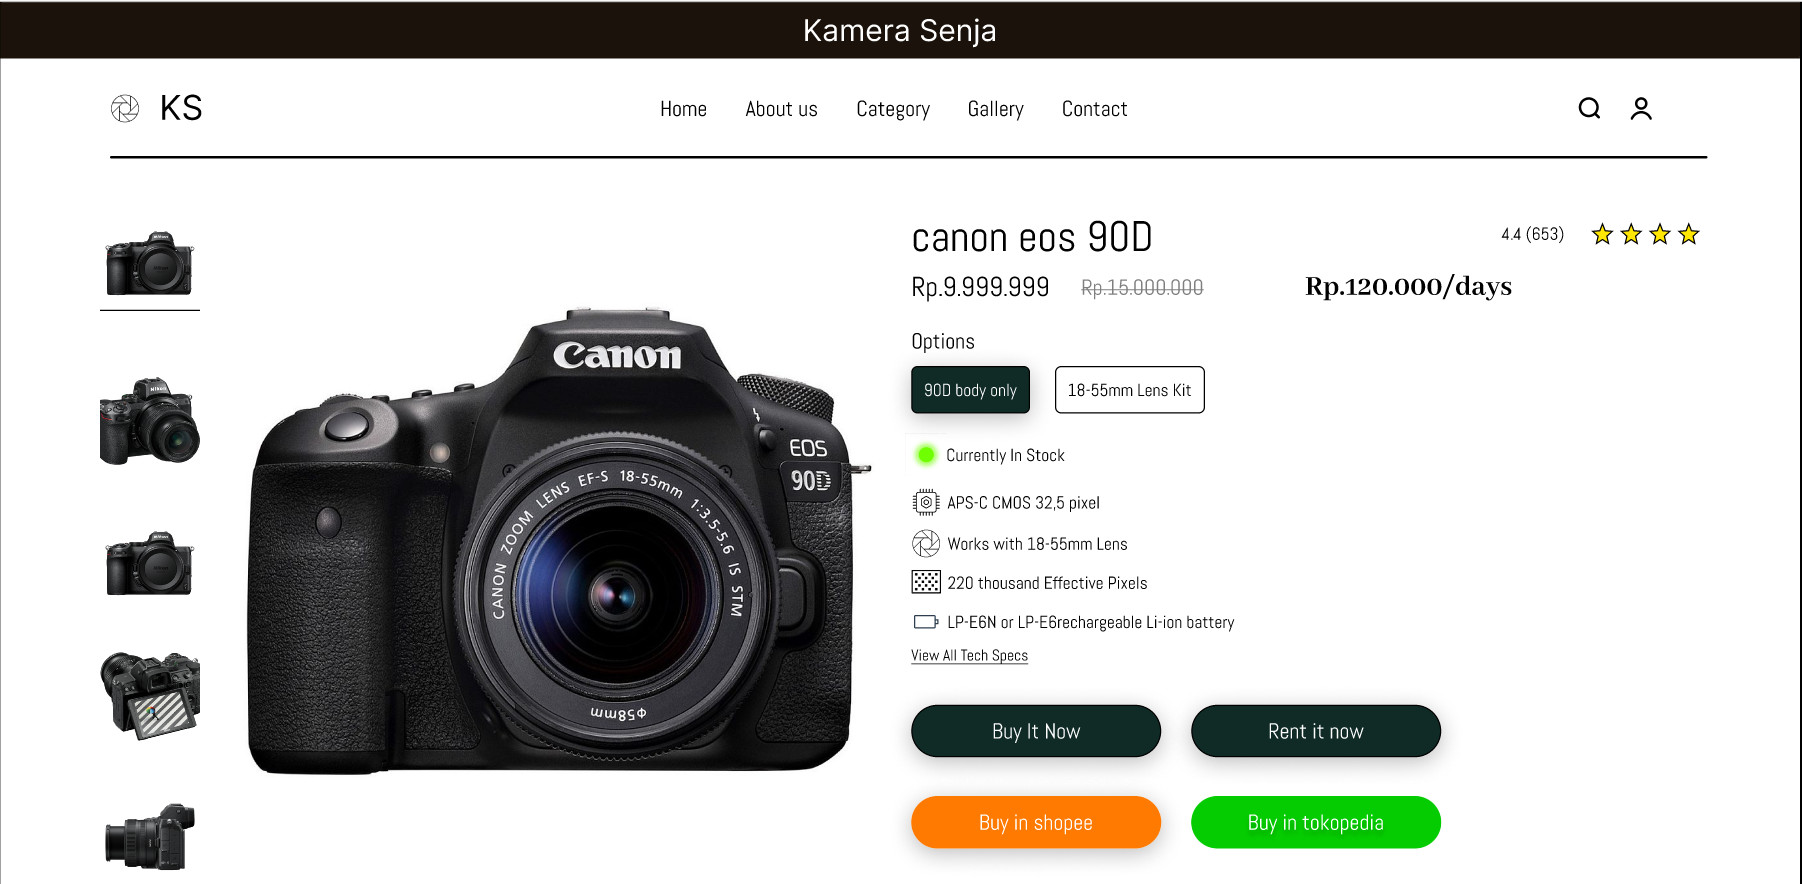 Kamera Senja
KS
Home About us Category Gallery Contact
canon eos 90D
4.4 (653)
Rp.9.999.999 Rp.15.000.000 Rp.120.000/days
Options
90D body only 18-55mm Lens Kit
Currently In Stock
APS-C CMOS 32,5 pixel
Works with 18-55mm Lens
220 thousand Effective Pixels
LP-E6N or LP-E6rechargeable Li-ion battery
View All Tech Specs
Buy It Now Rent it now
Buy in shopee Buy in tokopedia
Canon
EOS
90D
CANON ZOOM LENS EF-S 18-55mm 1:3.5-5.6 IS STM
Φ58mm
Nikon
Nikon
Nikon